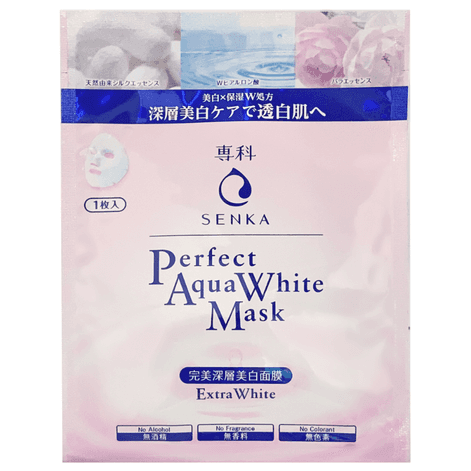 天然由来シルクエッセンス
Wヒアルロン酸
バラエッセンス
美白×保湿W処方
深層美白ケアで透白肌へ
専科
1枚入
SENKA
Perfect
AquaWhite
Mask
完美深層美白面膜
Extra White
No Alcohol
無酒精
No Fragrance
無香料
No Colorant
無色素